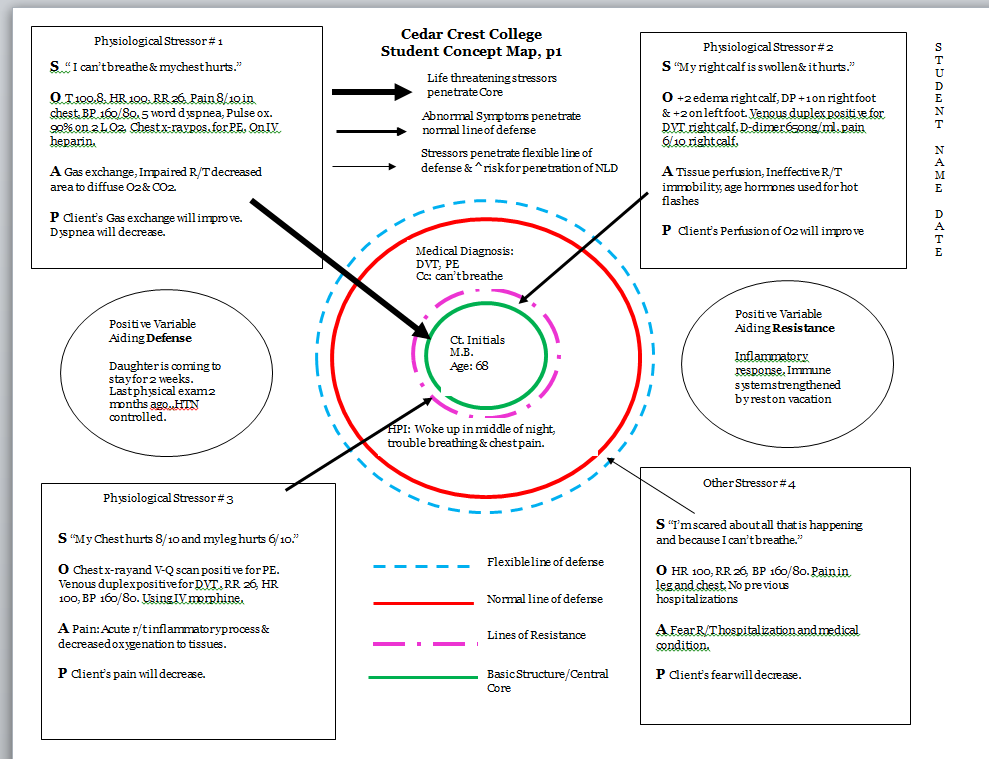 Cedar Crest College
Student Concept Map, p1
Physiological Stressor # 1
S “ I can’t breathe & mychest hurts.”
O T 100.8, HR 100, RR 26, Pain 8/10 in
chest, BP 160/80, 5 word dyspnea, Pulse ox.
90% on 2 L O2. Chest x-ray pos. for PE. On IV
heparin.
A Gas exchange, Impaired R/T decreased
area to diffuse O2 & CO2.
P Client’s Gas exchange will improve.
Dyspnea will decrease.
Life threatening stressors
penetrate Core
Abnormal Symptoms penetrate
normal line of defense
Stressors penetrate flexible line of
defense & ^ risk for penetration of NLD
Physiological Stressor # 2
S “My right calf is swollen & it hurts.”
O +2 edema right calf, DP +1 on right foot
& +2 on left foot. Venous duplex positive for
DVT right calf, D-dimer 650ng/ml, pain
6/10 right calf.
A Tissue perfusion, Ineffective R/T
immobility, age hormones used for hot
flashes
P Client’s Perfusion of O2 will improve
STUDENT NAME DATE
Medical Diagnosis:
DVT, PE
Cc: can’t breathe
Ct. Initials
M.B.
Age: 68
HPI: Woke up in middle of night,
trouble breathing & chest pain.
Positive Variable
Aiding Defense
Daughter is coming to
stay for 2 weeks.
Last physical exam 2
months ago, HTN
controlled.
Positive Variable
Aiding Resistance
Inflammatory
response, Immune
system strengthened
by rest on vacation
Physiological Stressor # 3
S “My Chest hurts 8/10 and my leg hurts 6/10.”
O Chest x-ray and V-Q scan positive for PE.
Venous duplex positive for DVT, RR 26, HR
100, BP 160/80. Using IV morphine.
A Pain: Acute r/t inflammatory process &
decreased oxygenation to tissues.
P Client’s pain will decrease.
Flexible line of defense
Normal line of defense
Lines of Resistance
Basic Structure/Central
Core
Other Stressor # 4
S “I’m scared about all that is happening
and because I can’t breathe.”
O HR 100, RR 26, BP 160/80. Pain in
leg and chest. No previous
hospitalizations
A Fear R/T hospitalization and medical
condition.
P Client’s fear will decrease.